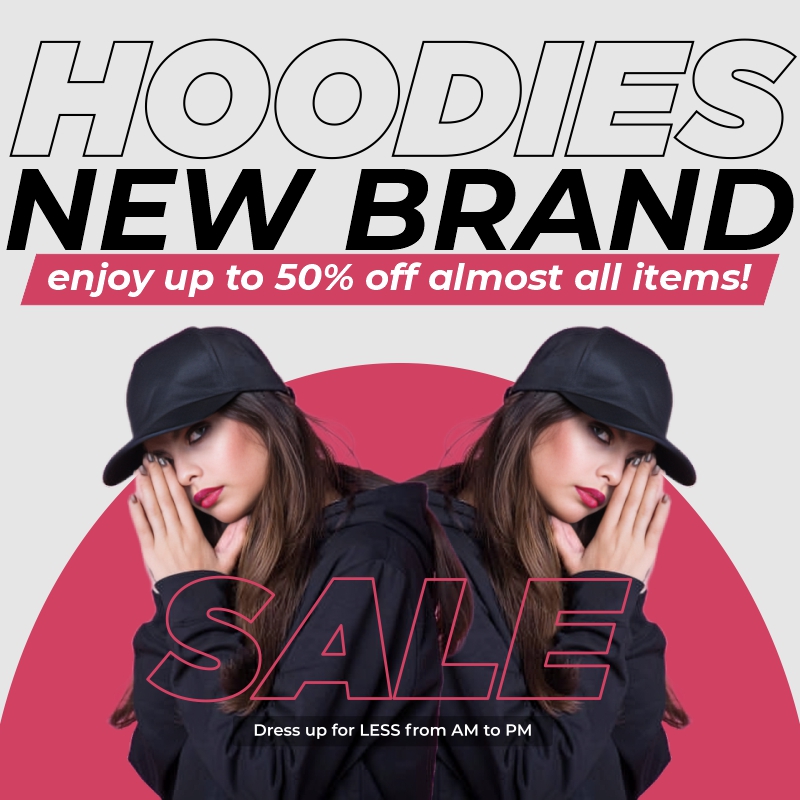 HOODIES
NEW BRAND
enjoy up to 50% off almost all items!
SALE
Dress up for LESS from AM to PM